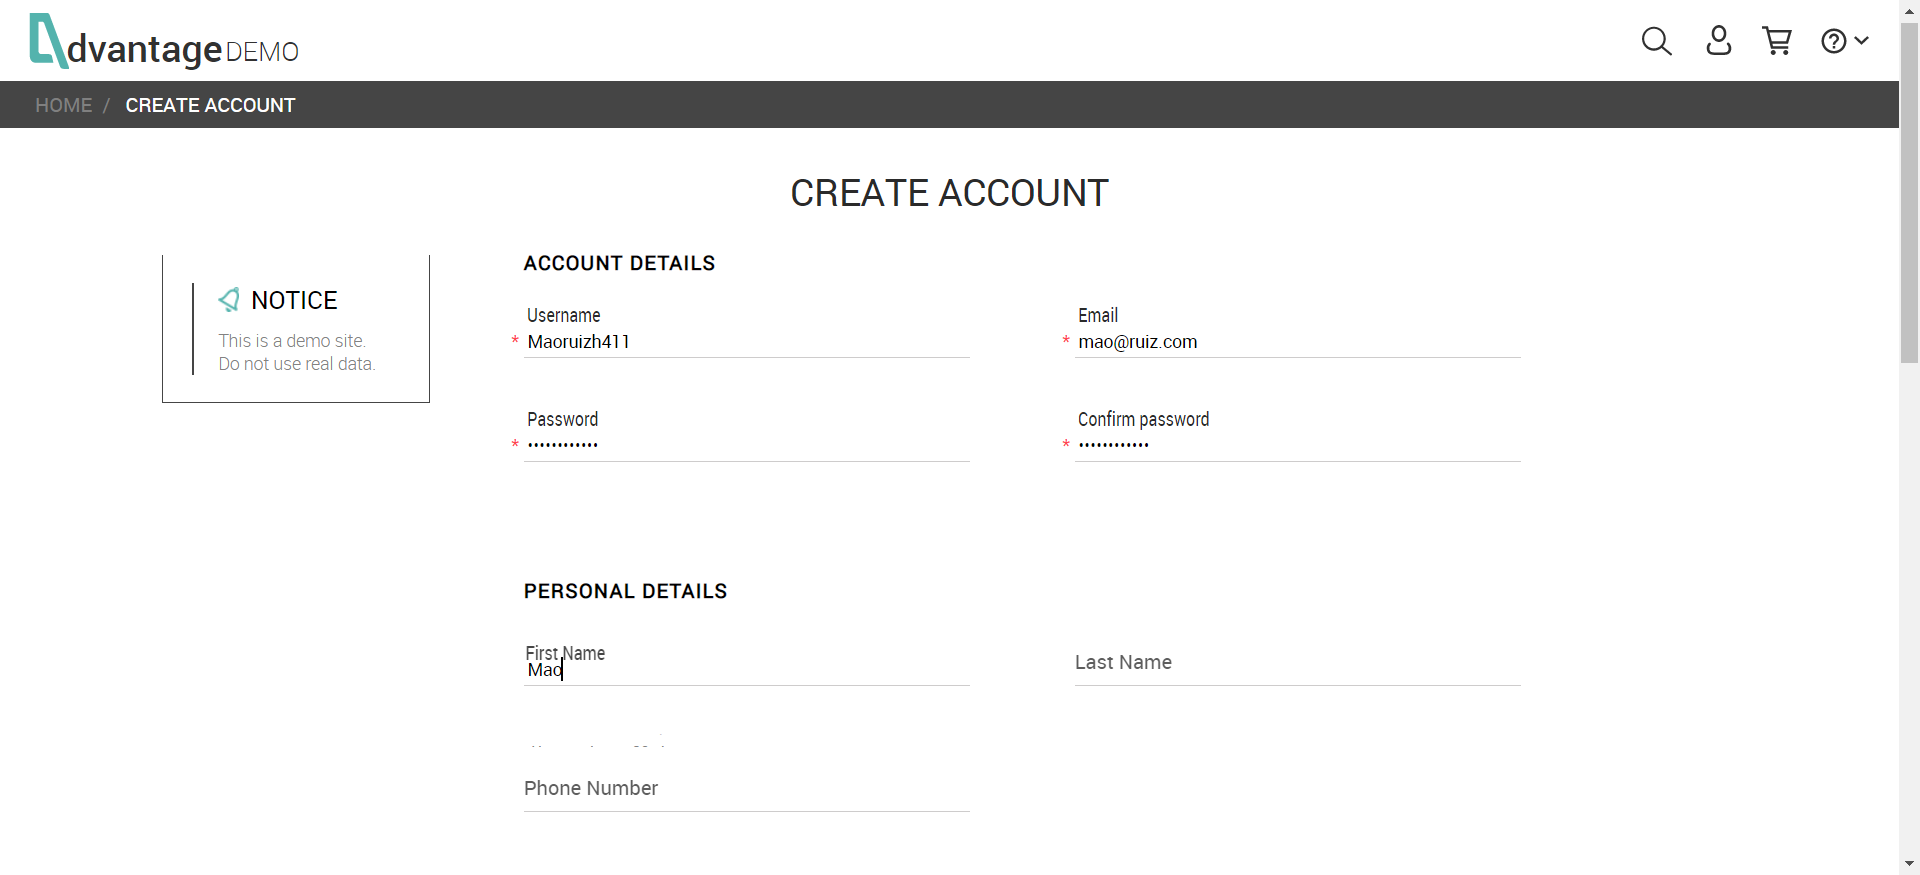 dvantage DEMO
HOME / CREATE ACCOUNT
CREATE ACCOUNT
NOTICE
This is a demo site.
Do not use real data.
ACCOUNT DETAILS
Username
* Maoruizh411
Email
* mao@ruiz.com
Password
* ••••••••••••
Confirm password
* ••••••••••••
PERSONAL DETAILS
First Name
Mao
Last Name
Phone Number